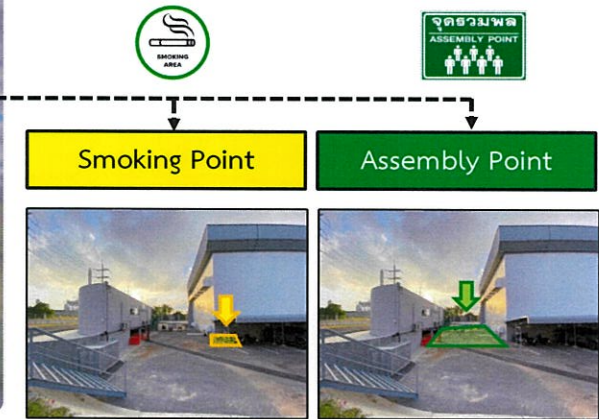 SMOKING
AREA
จุดรวมพล
ASSEMBLY POINT
Smoking Point
Assembly Point